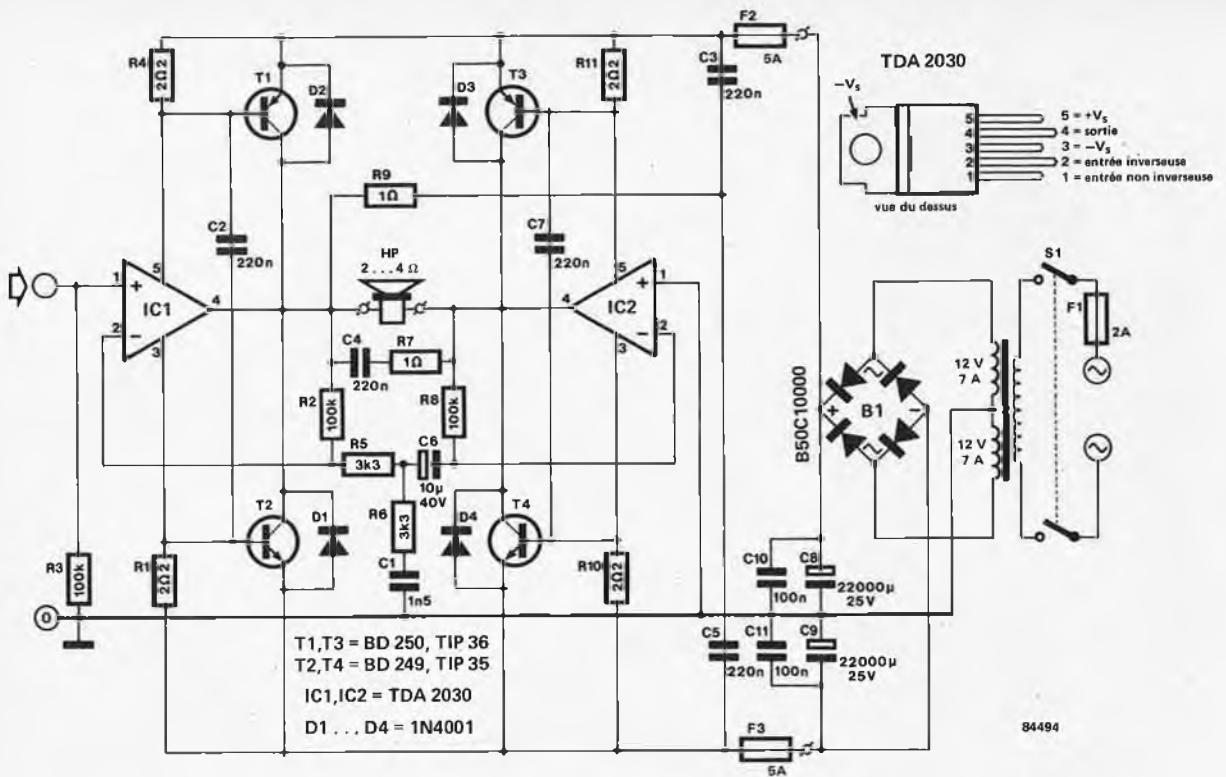 F2
5A
R4
2Ω2
T1
D2
D3
T3
R11
2Ω2
C3
220n
TDA 2030
−Vs
5
4
3
2
1
5 = +Vs
4 = sortie
3 = −Vs
2 = entrée inverseuse
1 = entrée non inverseuse
vue du dessus
R9
1Ω
C2
220n
C7
220n
HP
2 ... 4 Ω
1
+
5
IC1
4
2
−
3
4
5
+
1
IC2
−
2
3
C4
220n
R7
1Ω
R2
100k
R8
100k
R5
3k3
C6
10µ
40V
R6
3k3
C1
1n5
T2
D1
D4
T4
R3
100k
R1
2Ω2
R10
2Ω2
0
S1
F1
2A
12 V
7 A
12 V
7 A
B50C10000
+
B1
−
C10
100n
C8
22000µ
25V
C5
220n
C11
100n
C9
22000µ
25V
T1,T3 = BD 250, TIP 36
T2,T4 = BD 249, TIP 35
IC1,IC2 = TDA 2030
D1 ... D4 = 1N4001
F3
5A
84494